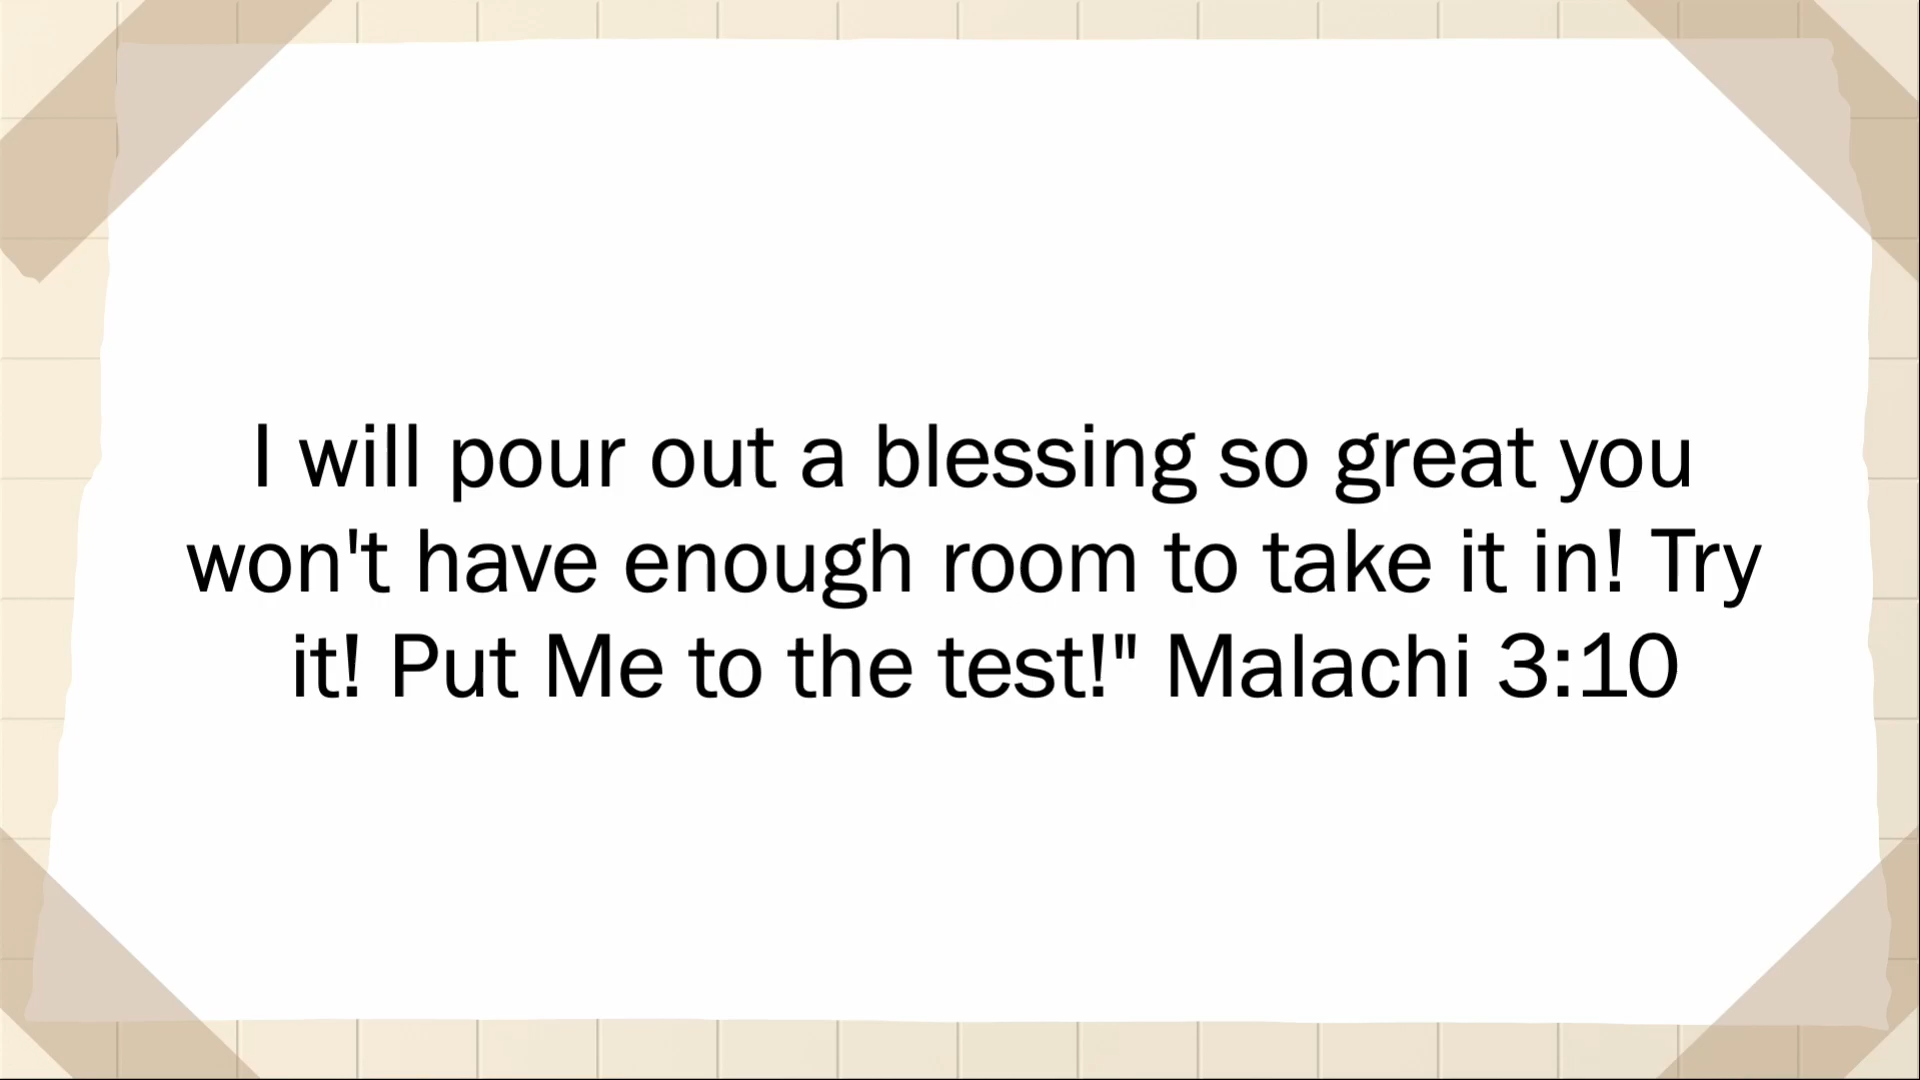 I will pour out a blessing so great you
won't have enough room to take it in! Try
it! Put Me to the test!" Malachi 3:10